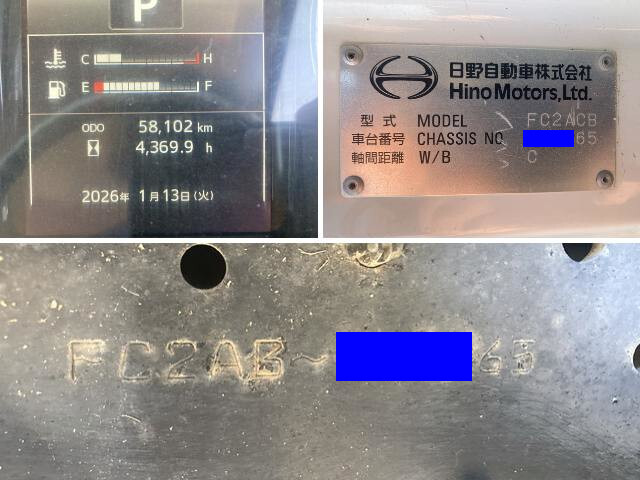 P
C H
E F
ODO 58,102 km
4,369.9 h
2026年 1月13日(火)
日野自動車株式会社
Hino Motors, Ltd.
型式 MODEL FC2ACB
車台番号 CHASSIS NO 65
軸間距離 W/B C
FC2AB- 65